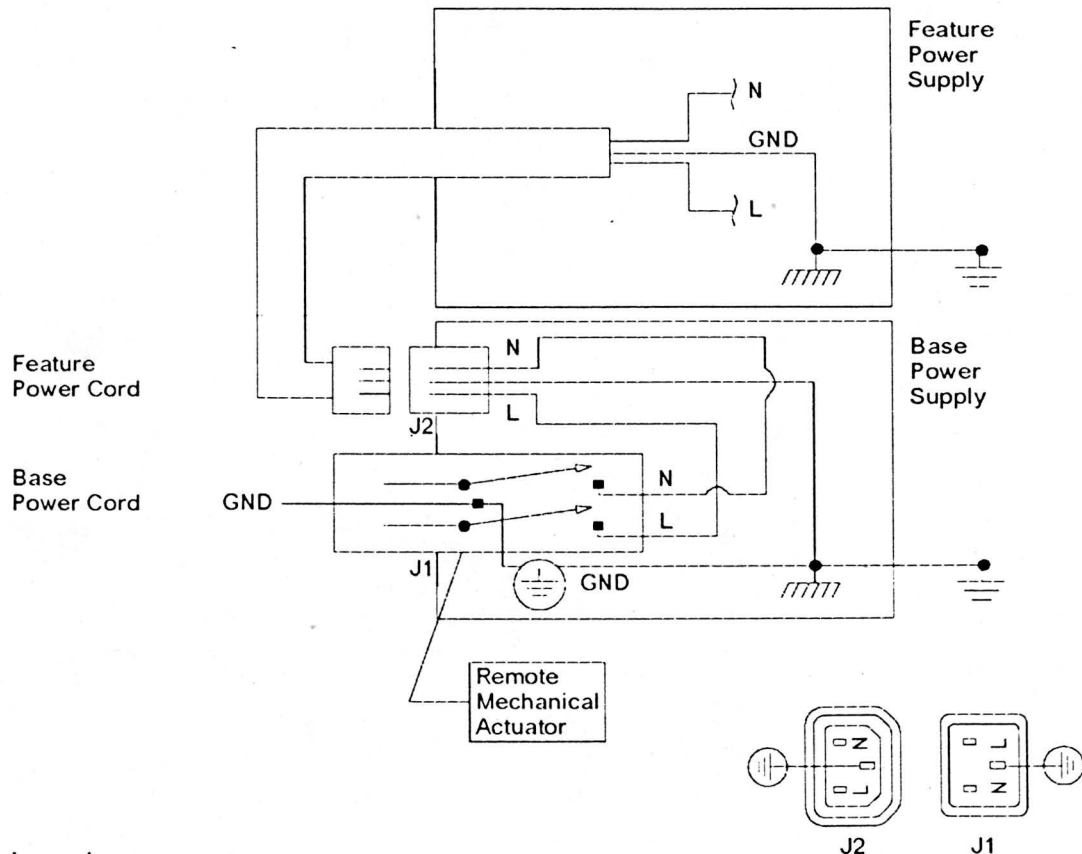 Feature
Power
Supply
N
GND
L
Feature
Power Cord
N
L
J2
Base
Power
Supply
Base
Power Cord
GND
N
L
J1
GND
Remote
Mechanical
Actuator
N
L
L
N
J2
J1